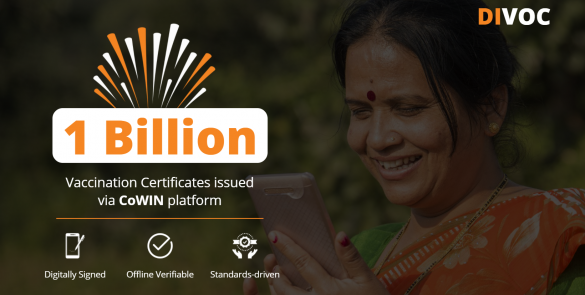 DIVOC
1 Billion
Vaccination Certificates issued
via CoWIN platform
Digitally Signed
Offline Verifiable
Standards-driven